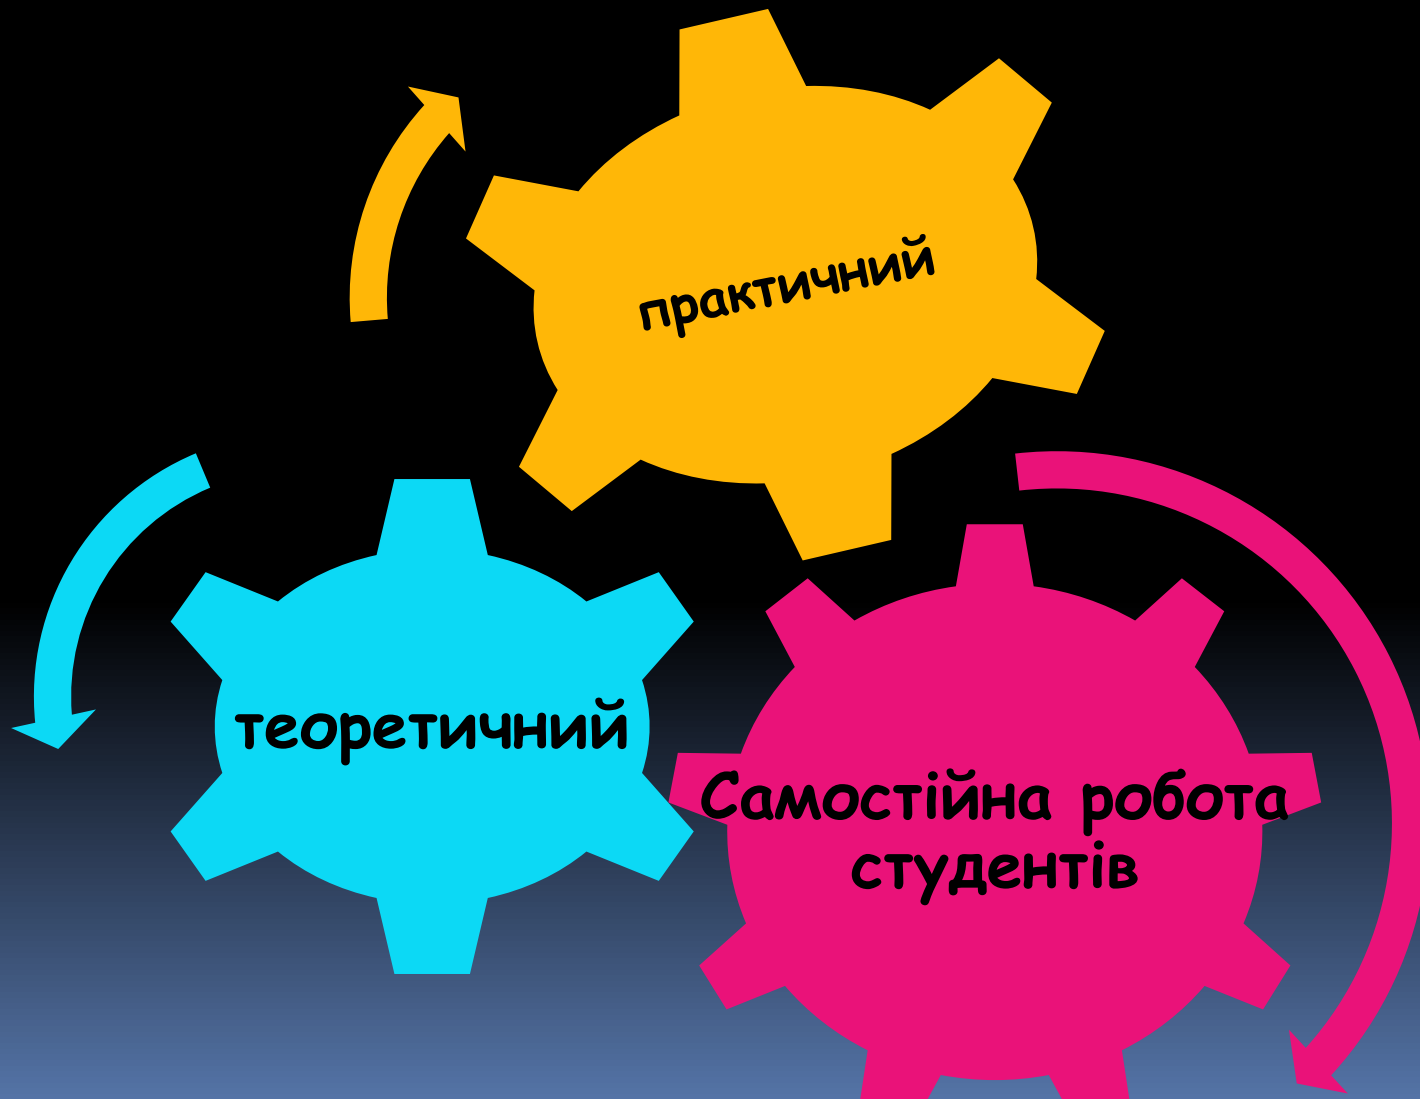 практичний
теоретичний
Самостійна робота
студентів